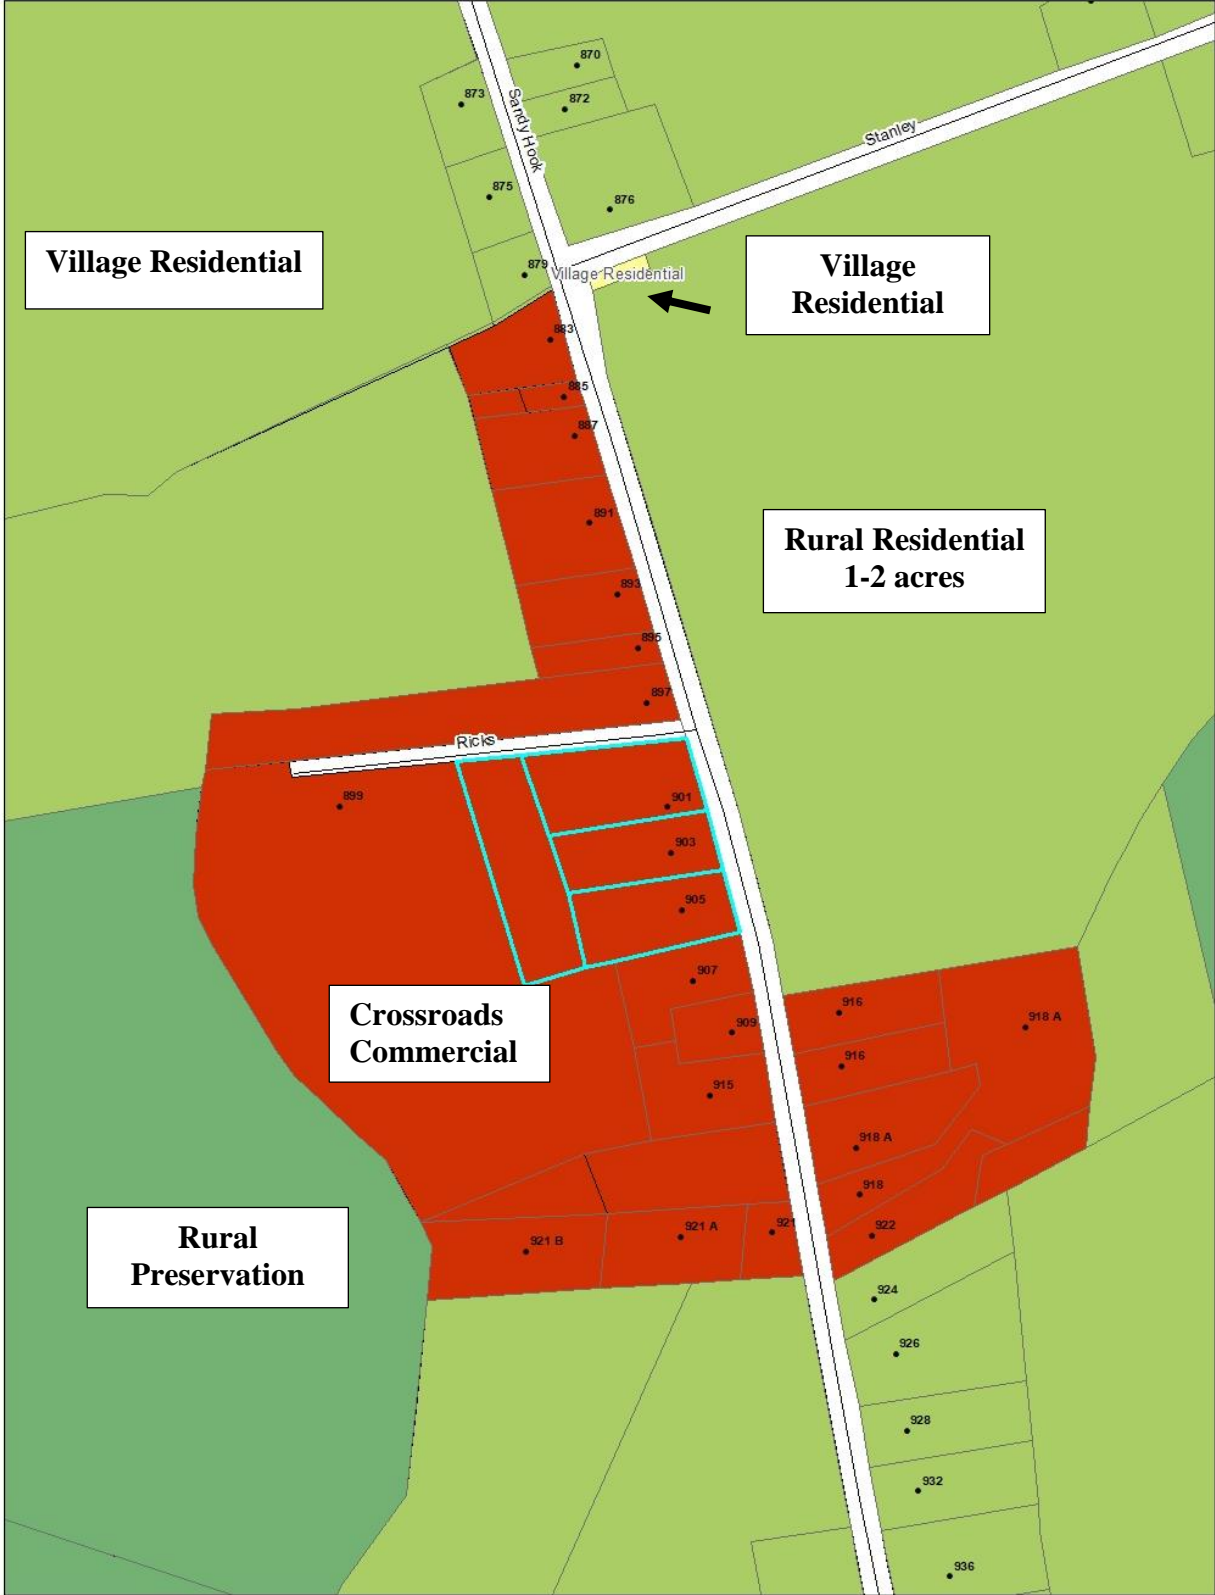 870
873
872
Sandy Hook
Stanley
875
876
Village Residential
Village
Residential
879
Village Residential
883
885
887
891
Rural Residential
1-2 acres
893
895
897
Ricks
899
901
903
905
907
Crossroads
Commercial
909
916
918 A
916
915
918 A
918
921 B
921 A
921
922
Rural
Preservation
924
926
928
932
936